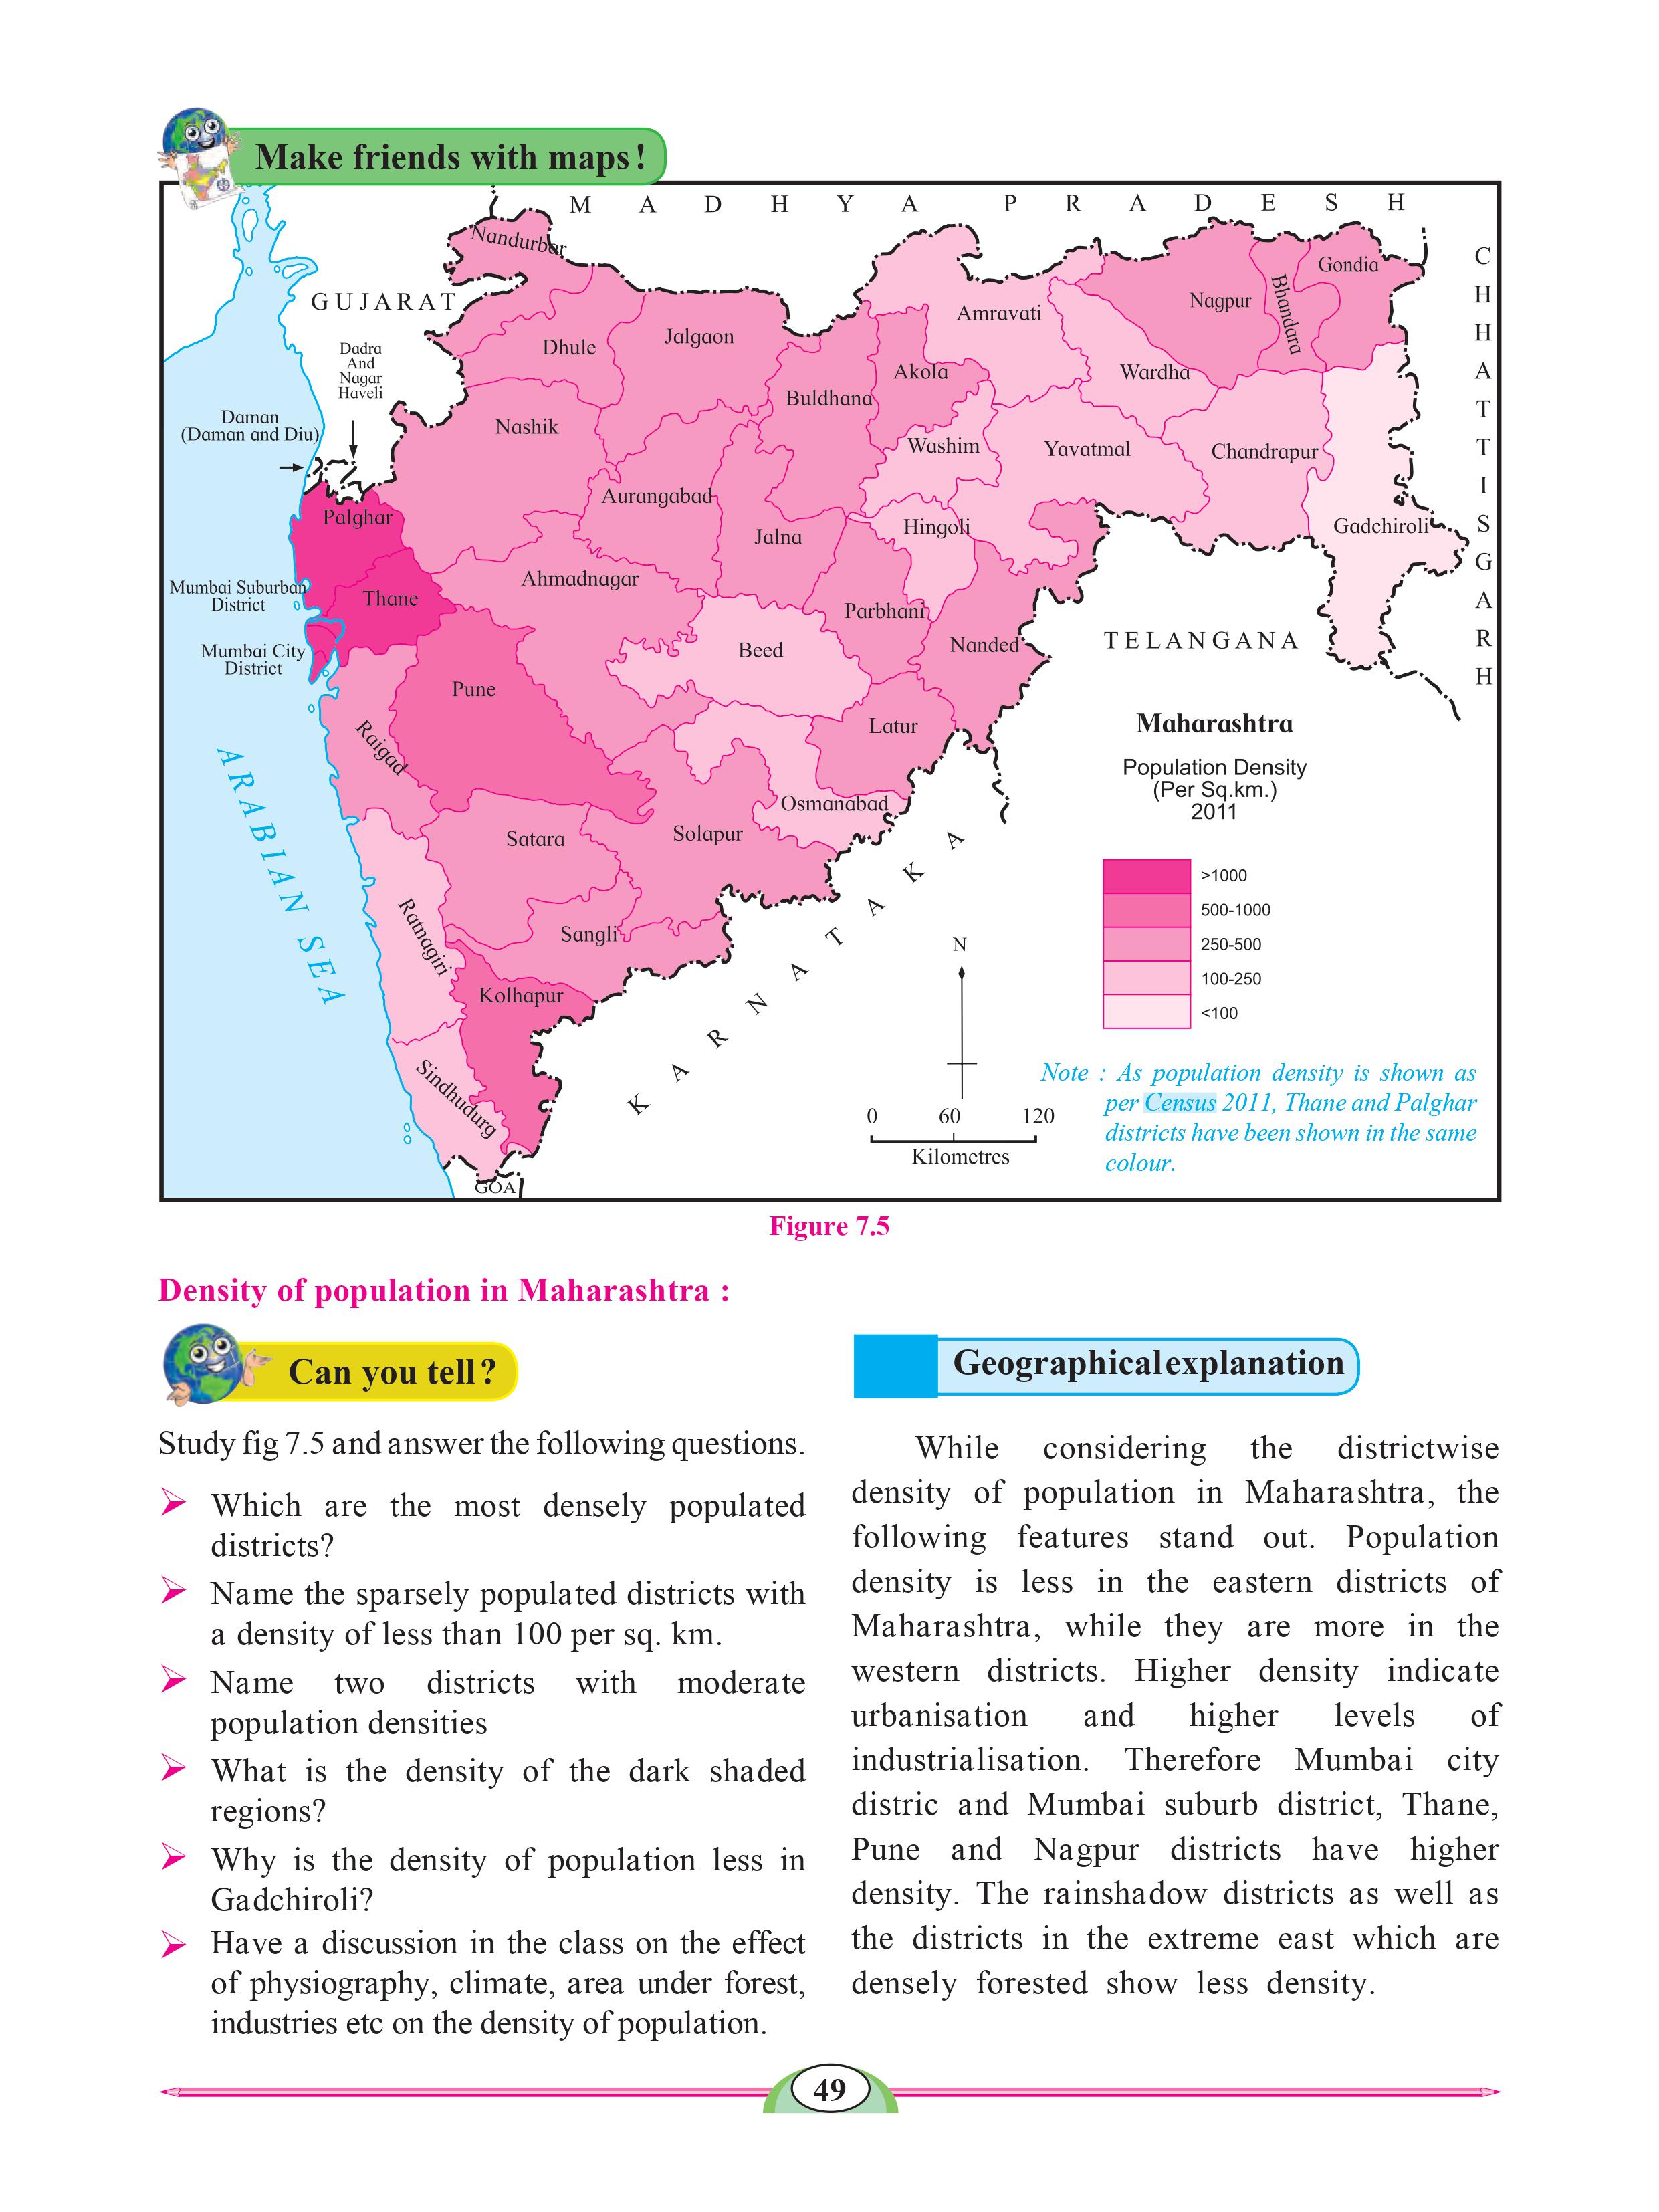 Make friends with maps !
M A D H Y A P R A D E S H
CHHATTISGARH
GUJARAT
Nandurbar
Dhule
Jalgaon
Buldhana
Akola
Amravati
Wardha
Nagpur
Bhandara
Gondia
Dadra
And
Nagar
Haveli
Daman
(Daman and Diu)
Nashik
Aurangabad
Jalna
Washim
Hingoli
Yavatmal
Chandrapur
Gadchiroli
Palghar
Thane
Mumbai Suburban
District
Mumbai City
District
Ahmadnagar
Beed
Parbhani
Nanded
TELANGANA
Pune
Raigad
Latur
Osmanabad
Solapur
Satara
Sangli
Ratnagiri
Kolhapur
Sindhudurg
GOA
ARABIAN SEA
KARNATAKA
Maharashtra
Population Density
(Per Sq.km.)
2011
>1000
500-1000
250-500
100-250
<100
N
0 60 120
Kilometres
Note : As population density is shown as
per Census 2011, Thane and Palghar
districts have been shown in the same
colour.
Figure 7.5
Density of population in Maharashtra :
Can you tell?
Study fig 7.5 and answer the following questions.
Which are the most densely populated
districts?
Name the sparsely populated districts with
a density of less than 100 per sq. km.
Name two districts with moderate
population densities
What is the density of the dark shaded
regions?
Why is the density of population less in
Gadchiroli?
Have a discussion in the class on the effect
of physiography, climate, area under forest,
industries etc on the density of population.
Geographical explanation
While considering the districtwise
density of population in Maharashtra, the
following features stand out. Population
density is less in the eastern districts of
Maharashtra, while they are more in the
western districts. Higher density indicate
urbanisation and higher levels of
industrialisation. Therefore Mumbai city
distric and Mumbai suburb district, Thane,
Pune and Nagpur districts have higher
density. The rainshadow districts as well as
the districts in the extreme east which are
densely forested show less density.
49